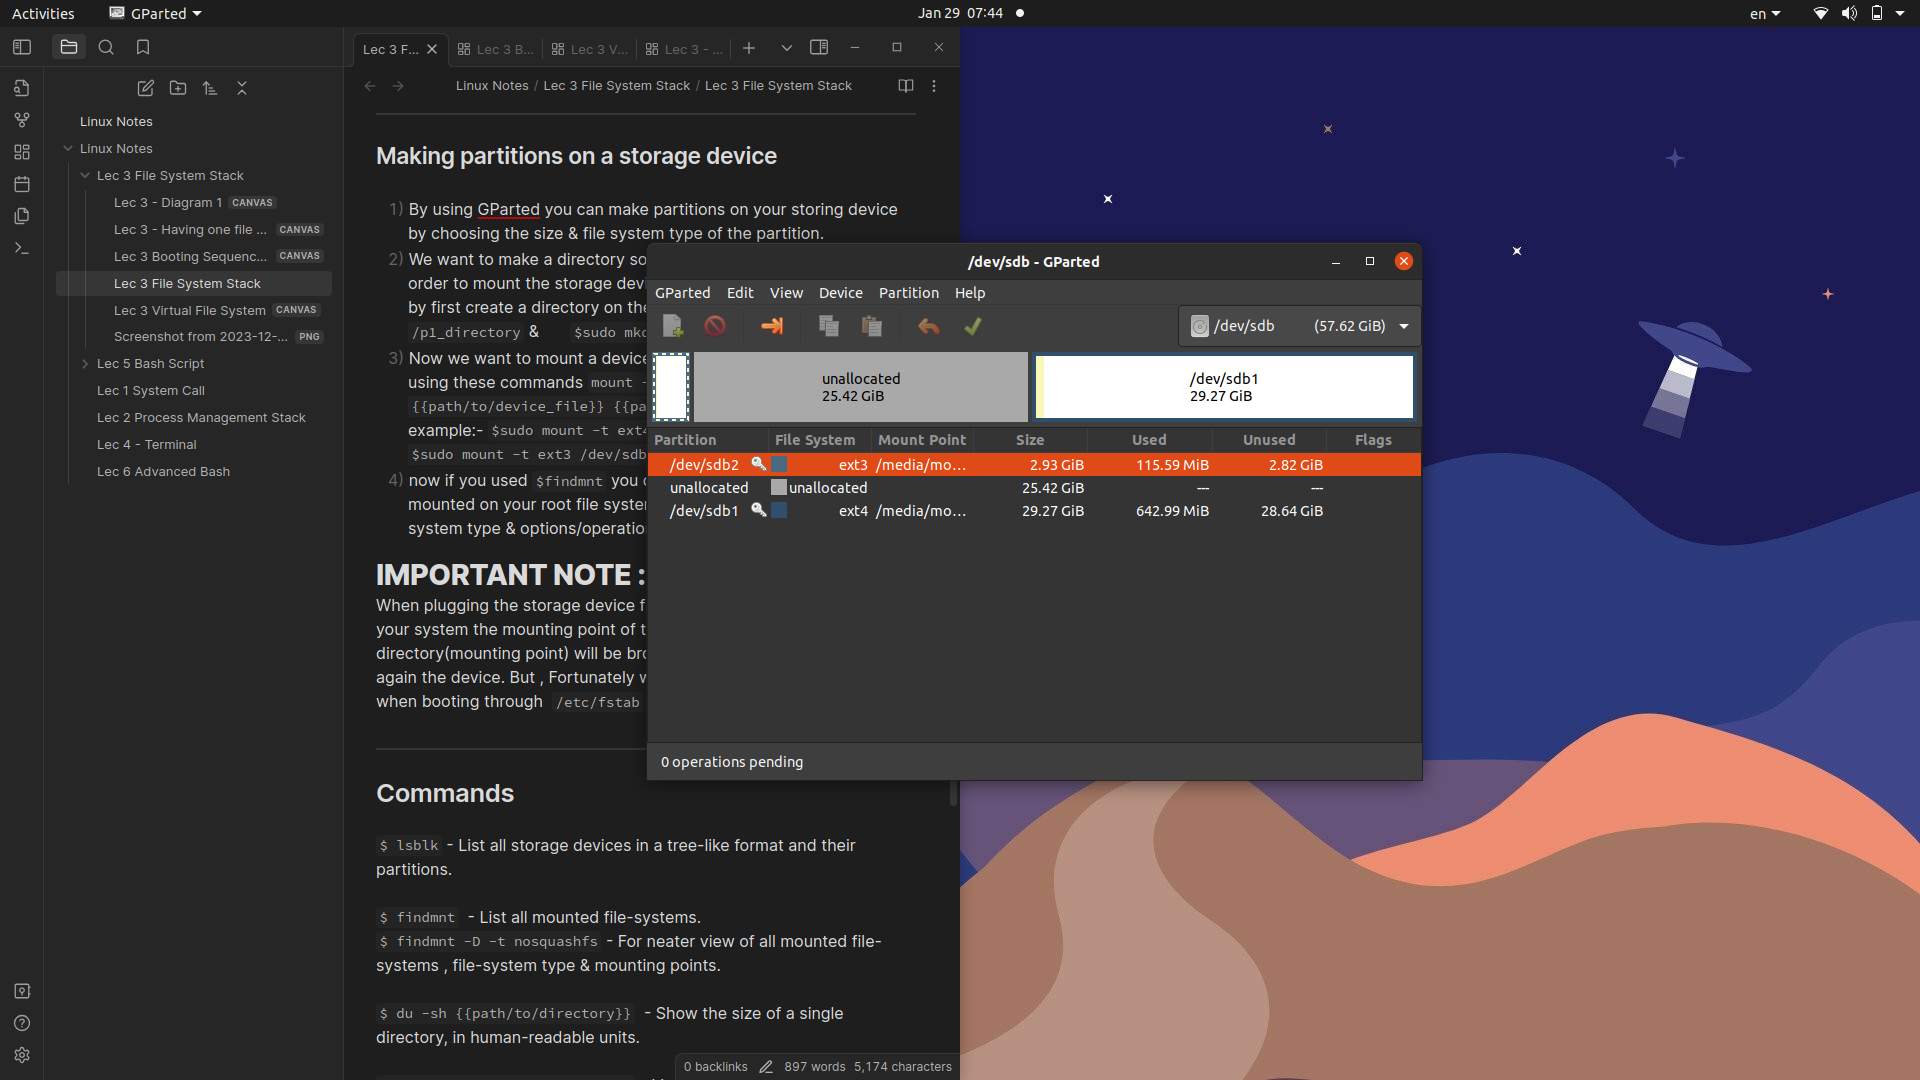 Activities
GParted
Jan 29 07:44
en
Lec 3 F...
Lec 3 B...
Lec 3 V...
Lec 3 - ...
Linux Notes / Lec 3 File System Stack / Lec 3 File System Stack
Linux Notes
Linux Notes
Lec 3 File System Stack
Lec 3 - Diagram 1 CANVAS
Lec 3 - Having one file ... CANVAS
Lec 3 Booting Sequenc... CANVAS
Lec 3 File System Stack
Lec 3 Virtual File System CANVAS
Screenshot from 2023-12-... PNG
Lec 5 Bash Script
Lec 1 System Call
Lec 2 Process Management Stack
Lec 4 - Terminal
Lec 6 Advanced Bash
Making partitions on a storage device
1) By using GParted you can make partitions on your storing device
by choosing the size & file system type of the partition.
2) We want to make a directory so
order to mount the storage dev
by first create a directory on the
/p1_directory & $sudo mkd
3) Now we want to mount a device
using these commands mount -
{{path/to/device_file}} {{pa
example:- $sudo mount -t ext4
$sudo mount -t ext3 /dev/sdb
4) now if you used $findmnt you
mounted on your root file system
system type & options/operatio
IMPORTANT NOTE :
When plugging the storage device f
your system the mounting point of t
directory(mounting point) will be bro
again the device. But , Fortunately w
when booting through /etc/fstab
Commands
$ lsblk - List all storage devices in a tree-like format and their
partitions.
$ findmnt - List all mounted file-systems.
$ findmnt -D -t nosquashfs - For neater view of all mounted file-
systems , file-system type & mounting points.
$ du -sh {{path/to/directory}} - Show the size of a single
directory, in human-readable units.
0 backlinks 897 words 5,174 characters
/dev/sdb - GParted
GParted Edit View Device Partition Help
/dev/sdb (57.62 GiB)
unallocated
25.42 GiB
/dev/sdb1
29.27 GiB
Partition File System Mount Point Size Used Unused Flags
/dev/sdb2 ext3 /media/mo... 2.93 GiB 115.59 MiB 2.82 GiB
unallocated unallocated 25.42 GiB --- ---
/dev/sdb1 ext4 /media/mo... 29.27 GiB 642.99 MiB 28.64 GiB
0 operations pending